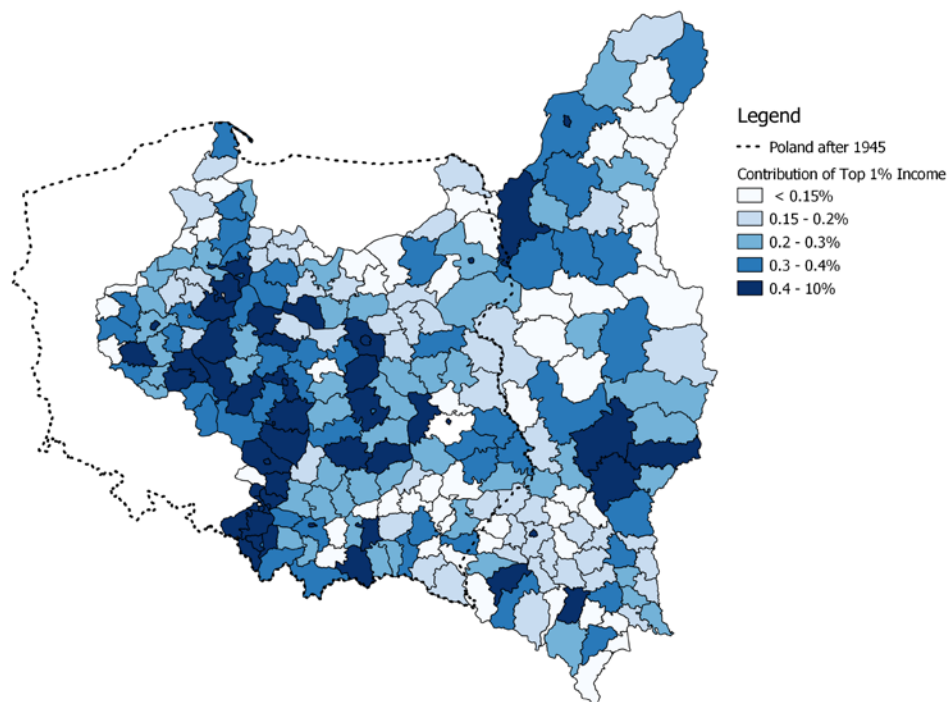 Legend
Poland after 1945
Contribution of Top 1% Income
< 0.15%
0.15 - 0.2%
0.2 - 0.3%
0.3 - 0.4%
0.4 - 10%